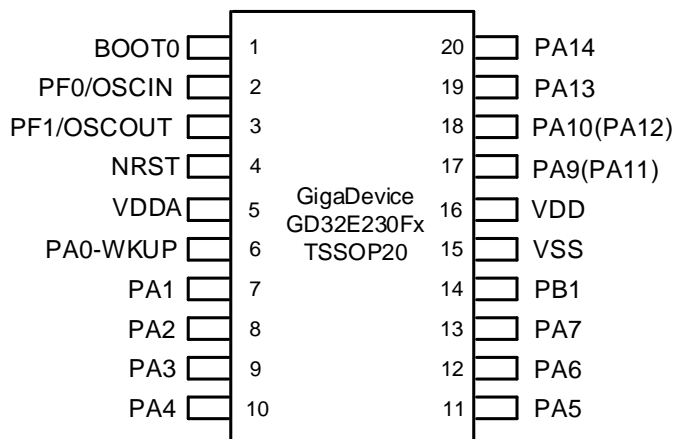 BOOT0 1 20 PA14
PF0/OSCIN 2 19 PA13
PF1/OSCOUT 3 18 PA10(PA12)
NRST 4 17 PA9(PA11)
GigaDevice
GD32E230Fx
TSSOP20
VDDA 5 16 VDD
PA0-WKUP 6 15 VSS
PA1 7 14 PB1
PA2 8 13 PA7
PA3 9 12 PA6
PA4 10 11 PA5